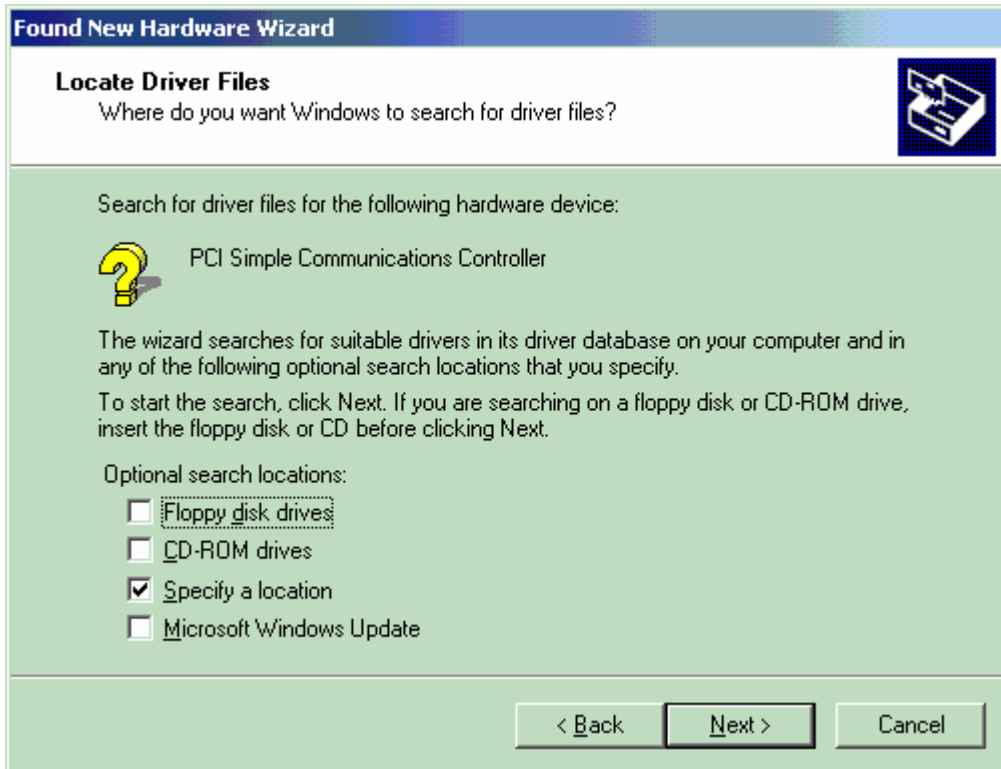 Found New Hardware Wizard
Locate Driver Files
Where do you want Windows to search for driver files?
Search for driver files for the following hardware device:
PCI Simple Communications Controller
The wizard searches for suitable drivers in its driver database on your computer and in
any of the following optional search locations that you specify.
To start the search, click Next. If you are searching on a floppy disk or CD-ROM drive,
insert the floppy disk or CD before clicking Next.
Optional search locations:
Floppy disk drives
CD-ROM drives
Specify a location
Microsoft Windows Update
< Back Next > Cancel